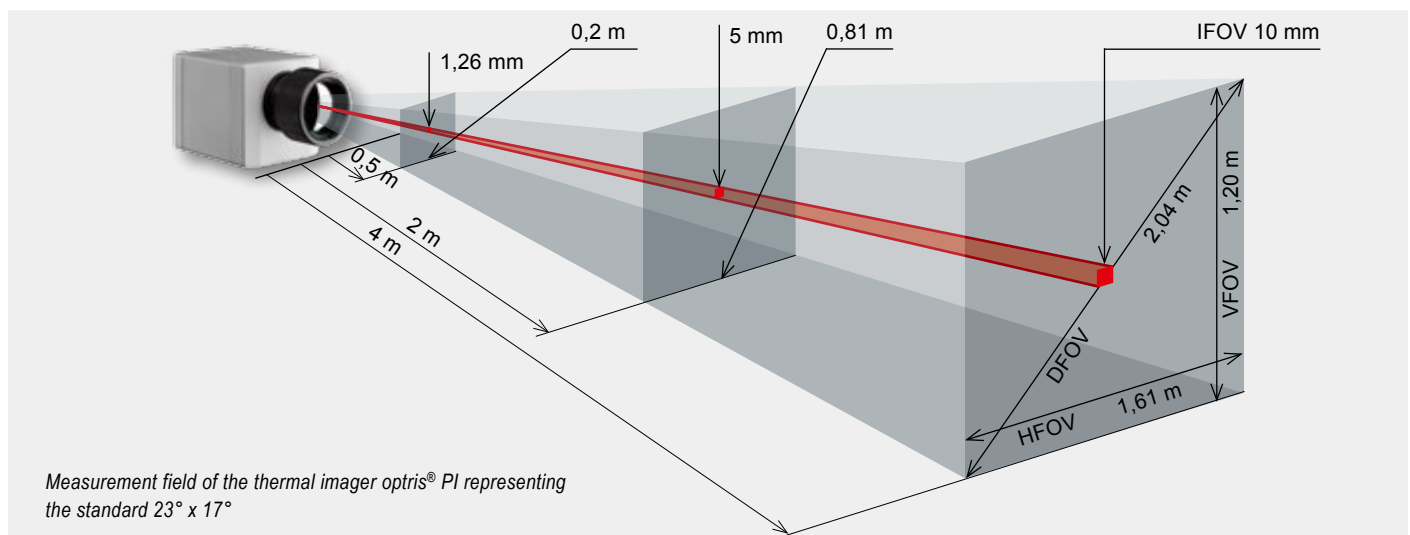 0,2 m
0,81 m
IFOV 10 mm
1,26 mm
5 mm
0,5 m
2 m
4 m
2,04 m
1,20 m
VFOV
DFOV
HFOV
1,61 m
Measurement field of the thermal imager optris® PI representing
the standard 23° x 17°